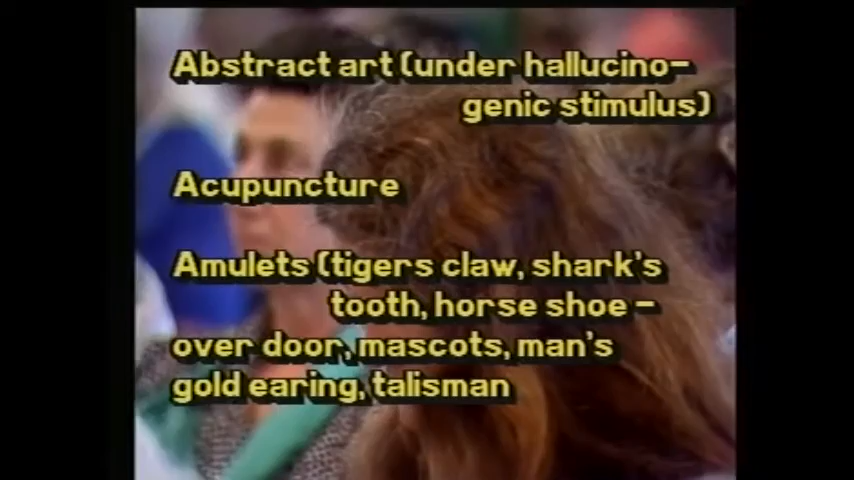 Abstract art (under hallucino-
genic stimulus)
Acupuncture
Amulets (tigers claw, shark's
tooth, horse shoe -
over door, mascots, man's
gold earing, talisman